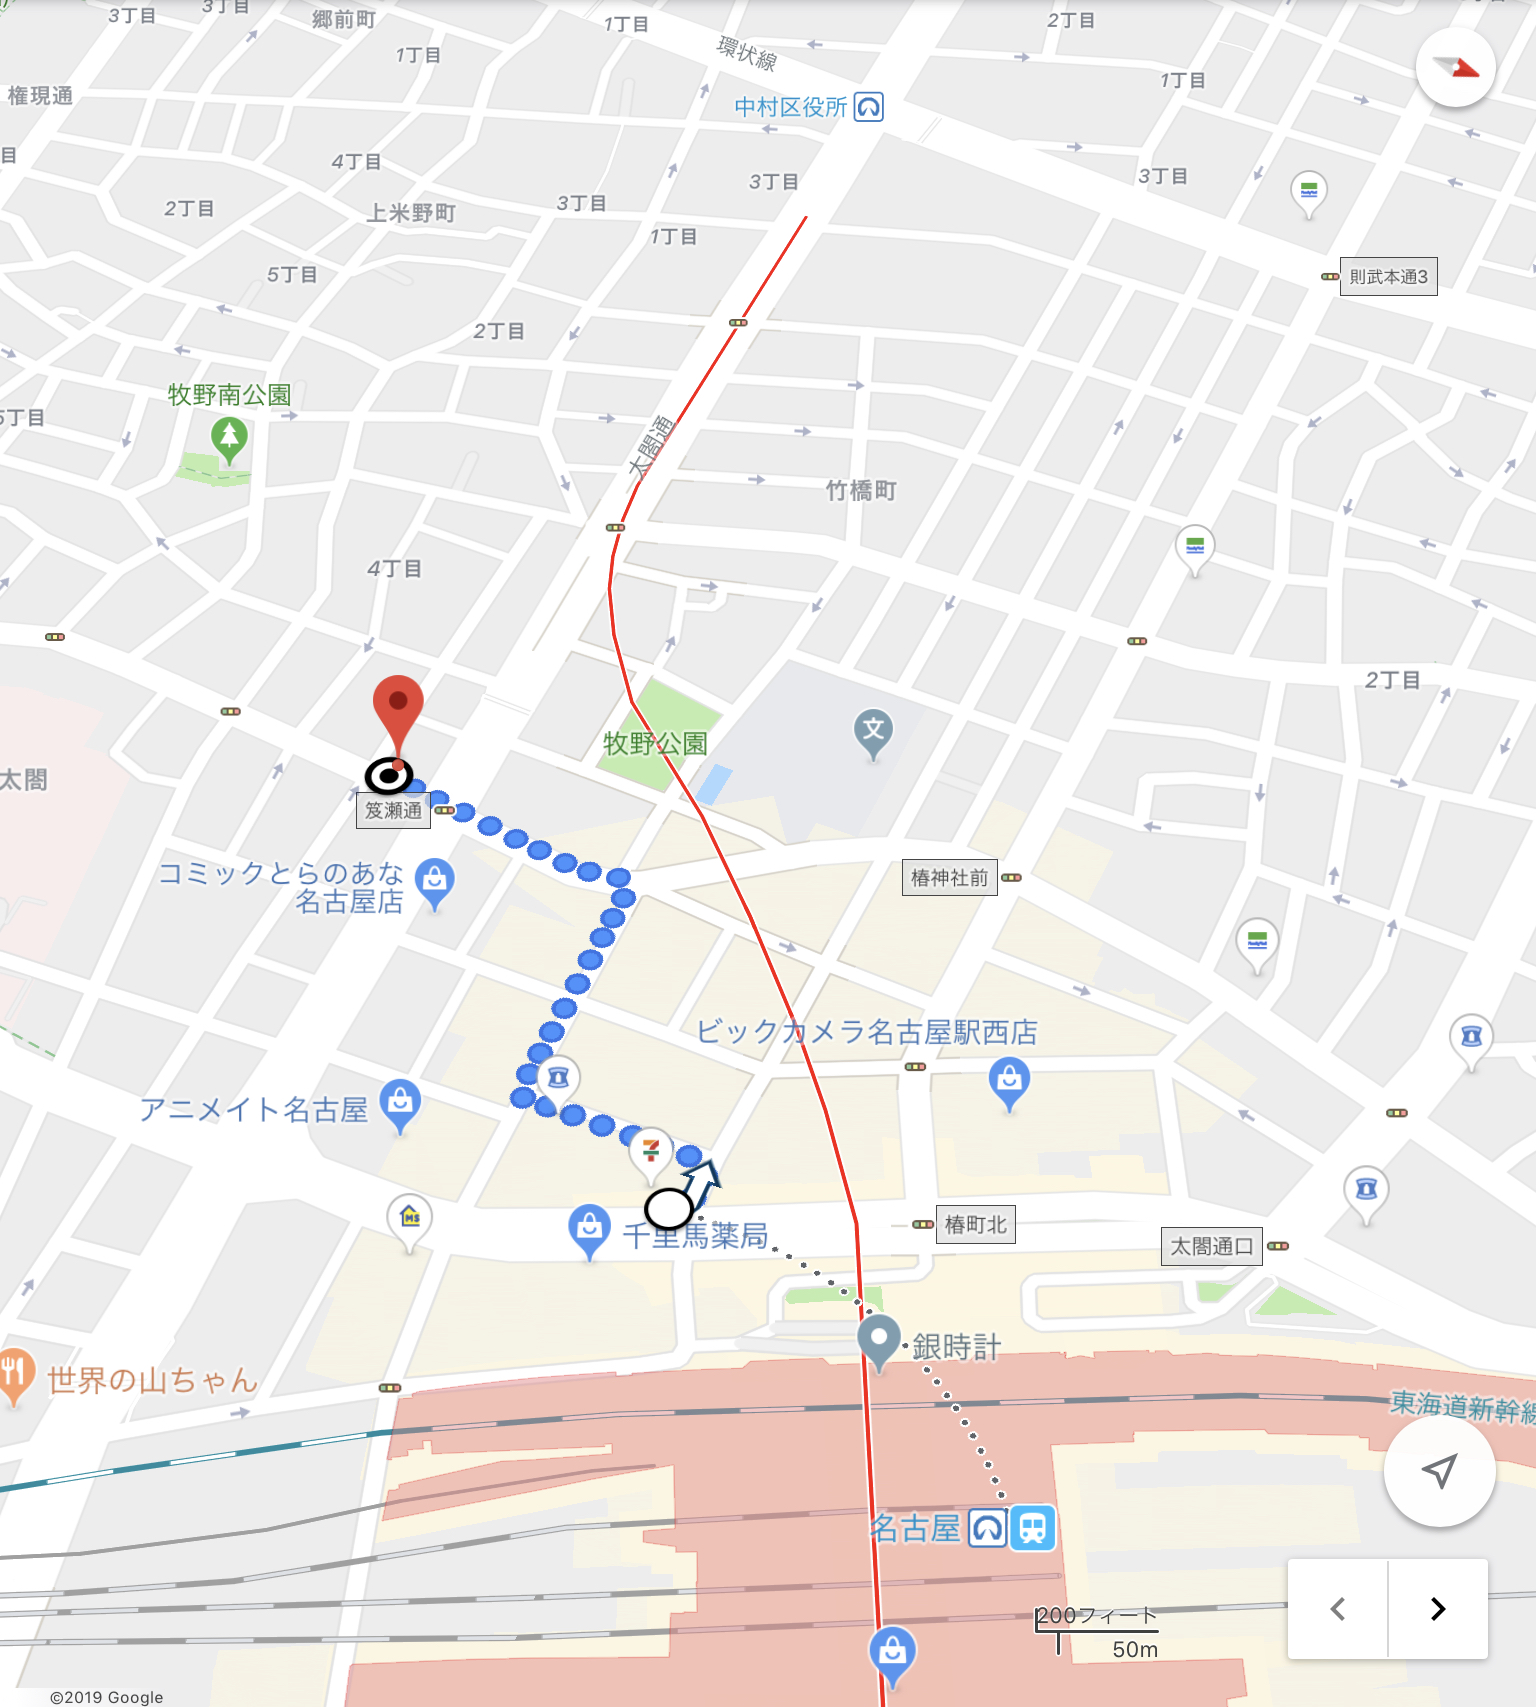 3丁目
3丁目
郷前町
1丁目
2丁目
環状線
1丁目
1丁目
権現通
中村区役所
4丁目
3丁目
3丁目
2丁目
上米野町
3丁目
1丁目
5丁目
則武本通3
2丁目
牧野南公園
5丁目
太閤通
竹橋町
4丁目
2丁目
牧野公園
文
太閤
笈瀬通
コミックとらのあな
名古屋店
椿神社前
ビックカメラ名古屋駅西店
アニメイト名古屋
7
MS
千里馬薬局
椿町北
太閤通口
銀時計
世界の山ちゃん
東海道新幹線
名古屋
200フィート
50m
©2019 Google